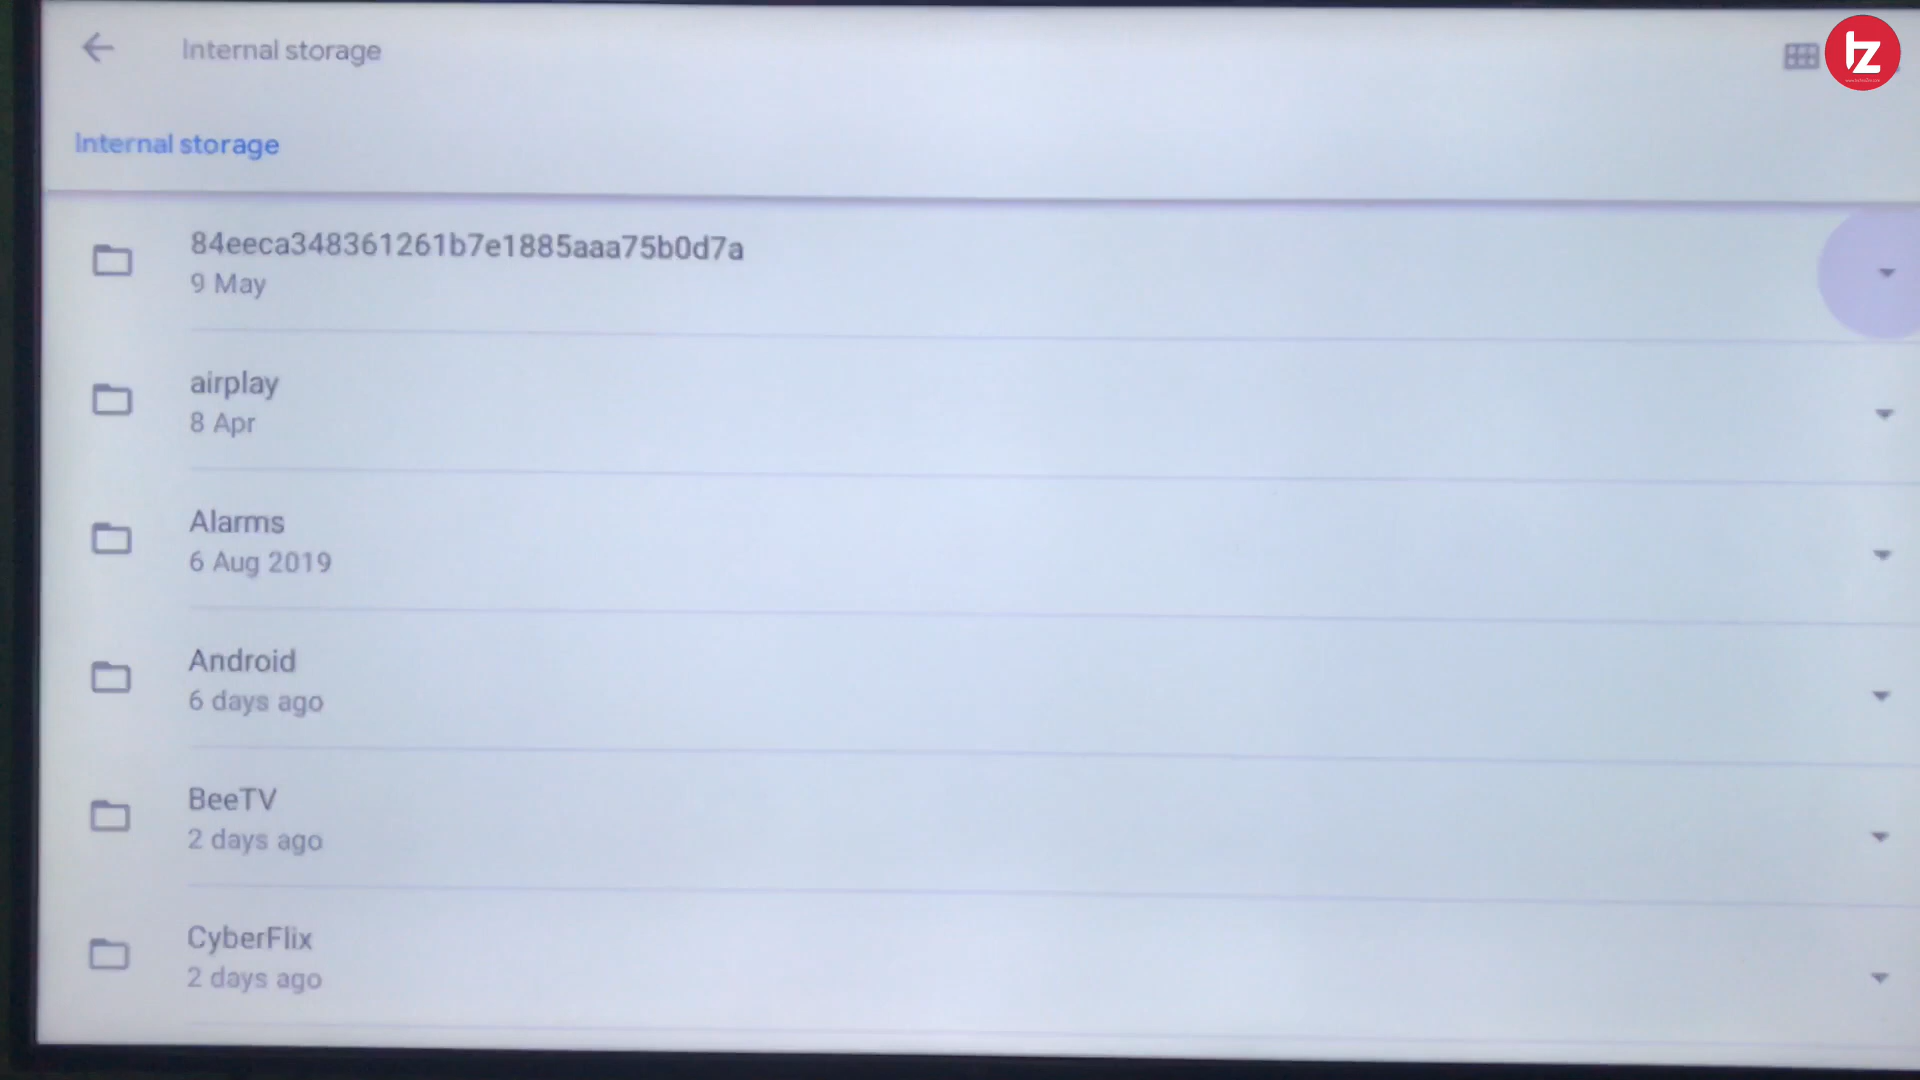 Internal storage
tz
Internal storage
84eeca348361261b7e1885aaa75b0d7a
9 May
airplay
8 Apr
Alarms
6 Aug 2019
Android
6 days ago
BeeTV
2 days ago
CyberFlix
2 days ago